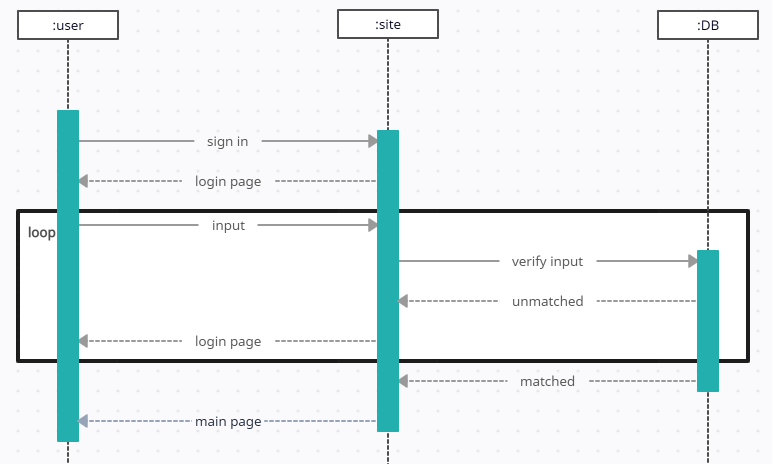 :user
:site
:DB
sign in
login page
loop
input
verify input
unmatched
login page
matched
main page